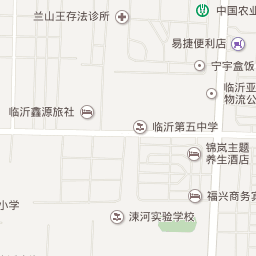 兰山王存法诊所
中国农业
易捷便利店
宁宇盒饭
临沂亚
物流公
临沂鑫源旅社
临沂第五中学
锦岚主题
养生酒店
福兴商务宾
小学
涑河实验学校